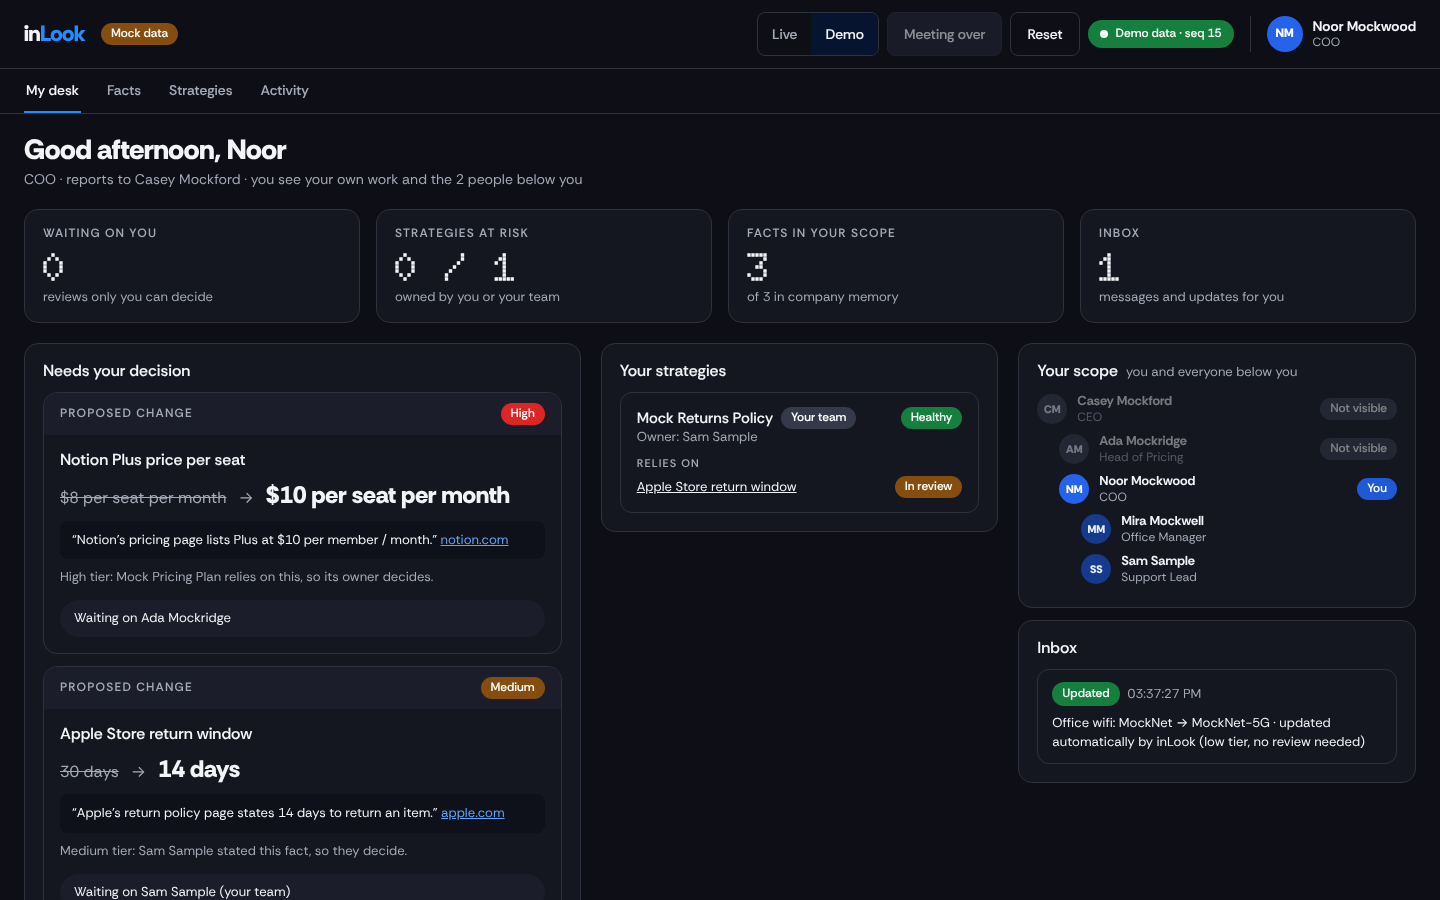 inLook
Mock data
Live
Demo
Meeting over
Reset
Demo data · seq 15
NM
Noor Mockwood
COO
My desk
Facts
Strategies
Activity
Good afternoon, Noor
COO · reports to Casey Mockford · you see your own work and the 2 people below you
WAITING ON YOU
0
reviews only you can decide
STRATEGIES AT RISK
0 / 1
owned by you or your team
FACTS IN YOUR SCOPE
3
of 3 in company memory
INBOX
1
messages and updates for you
Needs your decision
PROPOSED CHANGE
High
Notion Plus price per seat
$8 per seat per month → $10 per seat per month
“Notion’s pricing page lists Plus at $10 per member / month.” notion.com
High tier: Mock Pricing Plan relies on this, so its owner decides.
Waiting on Ada Mockridge
PROPOSED CHANGE
Medium
Apple Store return window
30 days → 14 days
“Apple’s return policy page states 14 days to return an item.” apple.com
Medium tier: Sam Sample stated this fact, so they decide.
Waiting on Sam Sample (your team)
Your strategies
Mock Returns Policy
Your team
Healthy
Owner: Sam Sample
RELIES ON
Apple Store return window
In review
Your scope you and everyone below you
CM
Casey Mockford
CEO
Not visible
AM
Ada Mockridge
Head of Pricing
Not visible
NM
Noor Mockwood
COO
You
MM
Mira Mockwell
Office Manager
SS
Sam Sample
Support Lead
Inbox
Updated
03:37:27 PM
Office wifi: MockNet → MockNet-5G · updated
automatically by inLook (low tier, no review needed)